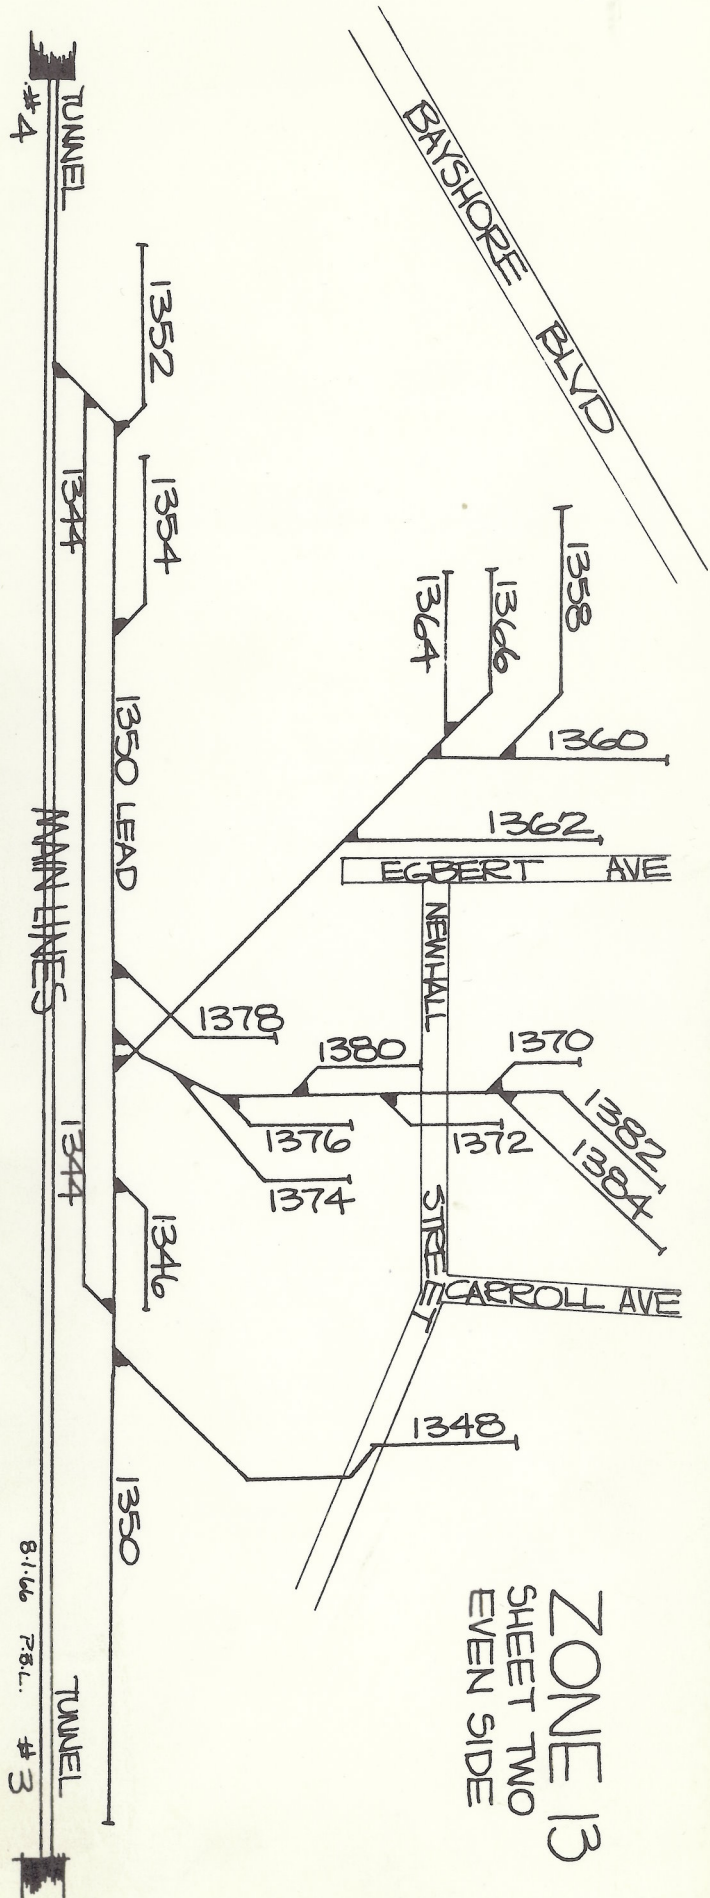 ZONE 13
SHEET TWO
EVEN SIDE
BAYSHORE BLVD
TUNNEL
#4
1352
1354
1344
1358
1366
1364
1360
1362
EGBERT AVE
NEWHALL STREET
1350 LEAD
MAIN LINES
1378
1380
1370
1382
1384
1376
1372
1374
1344
1346
CARROLL AVE
1348
1350
8.1.66 P.B.L.
TUNNEL
#3